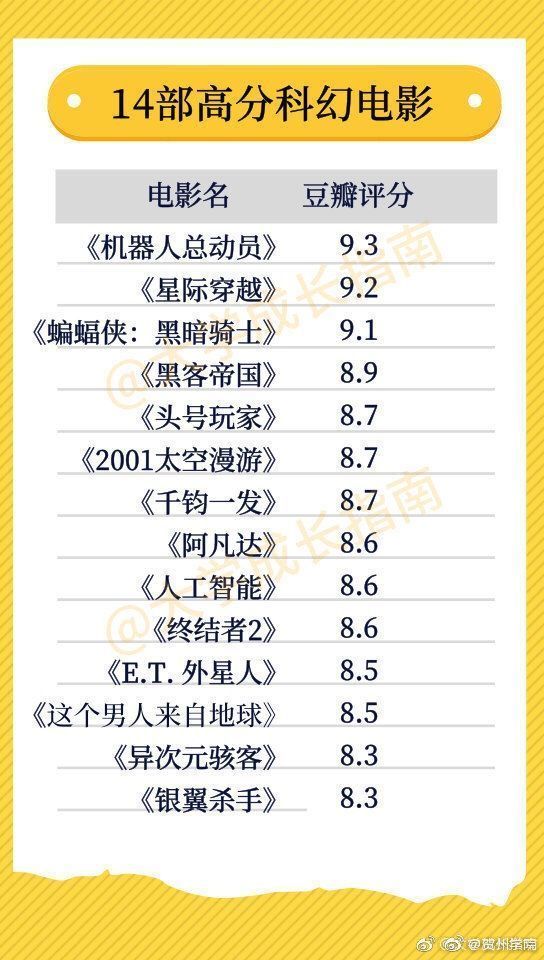 14部高分科幻电影
电影名 豆瓣评分
《机器人总动员》 9.3
《星际穿越》 9.2
《蝙蝠侠：黑暗骑士》 9.1
《黑客帝国》 8.9
《头号玩家》 8.7
《2001太空漫游》 8.7
《千钧一发》 8.7
《阿凡达》 8.6
《人工智能》 8.6
《终结者2》 8.6
《E.T. 外星人》 8.5
《这个男人来自地球》 8.5
《异次元骇客》 8.3
《银翼杀手》 8.3
@大学成长指南
@大学成长指南
@贺州学院